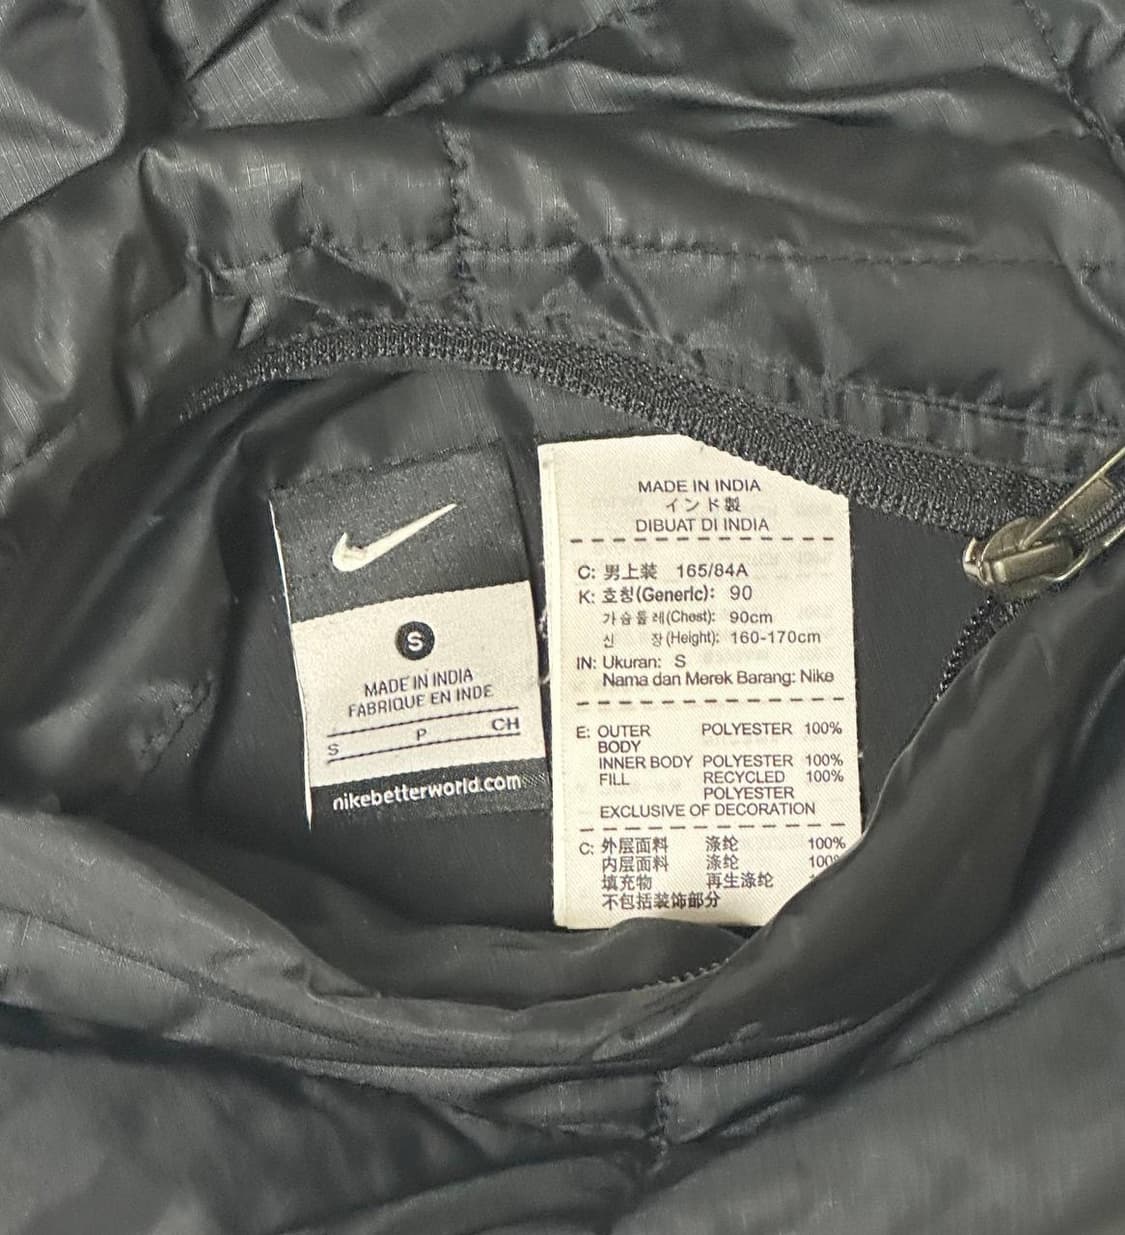 S
MADE IN INDIA
FABRIQUE EN INDE
S P CH
nikebetterworld.com
MADE IN INDIA
インド製
DIBUAT DI INDIA
C: 男上装 165/84A
K: 호칭(Generic): 90
가슴둘레(Chest): 90cm
신 장(Height): 160-170cm
IN: Ukuran: S
Nama dan Merek Barang: Nike
E: OUTER POLYESTER 100%
BODY
INNER BODY POLYESTER 100%
FILL RECYCLED 100%
POLYESTER
EXCLUSIVE OF DECORATION
C: 外层面料 涤纶 100%
内层面料 涤纶 100%
填充物 再生涤纶
不包括装饰部分